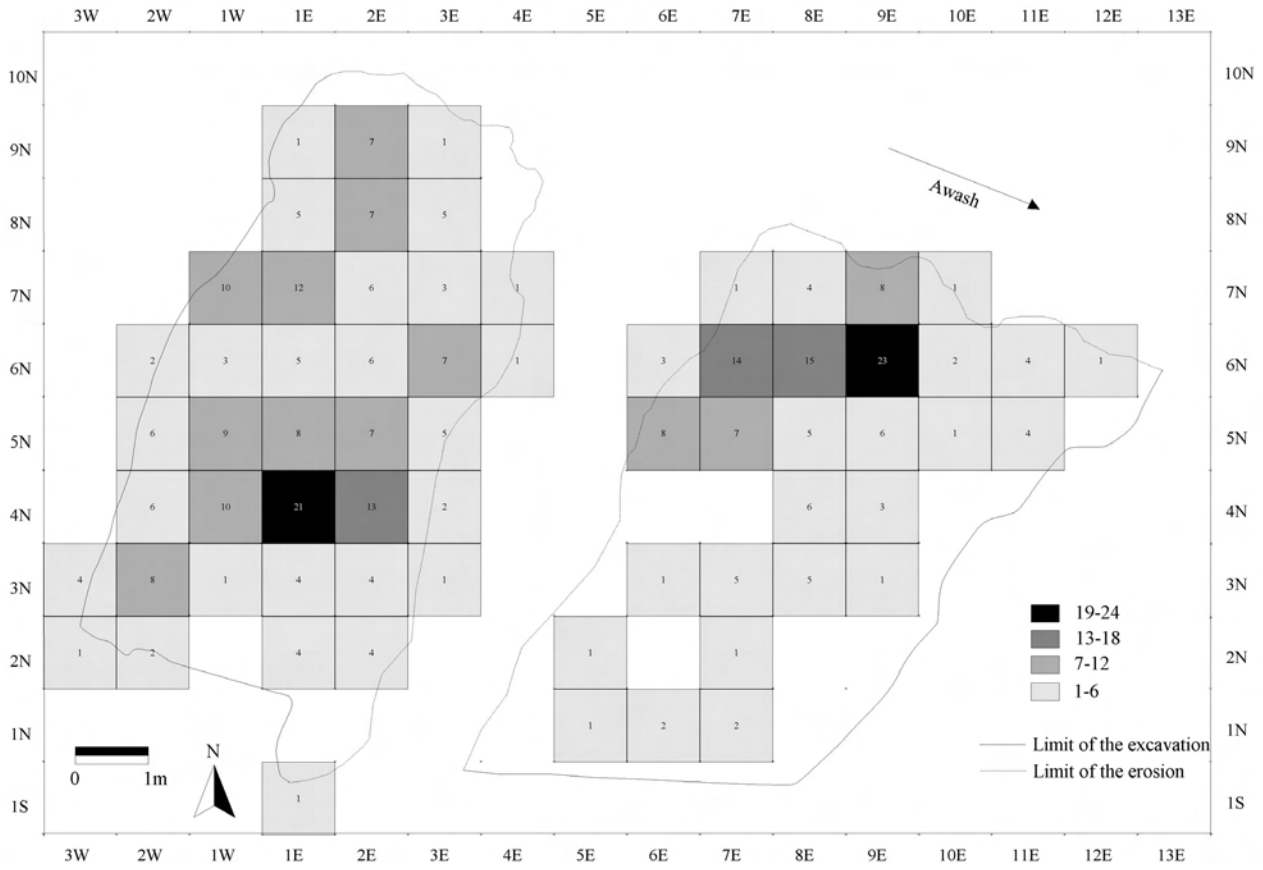 3W 2W 1W 1E 2E 3E 4E 5E 6E 7E 8E 9E 10E 11E 12E 13E
10N 10N
9N 1 7 1 9N
Awash
8N 5 7 5 8N
7N 10 12 6 3 1 1 4 8 1 7N
6N 2 3 5 6 7 1 3 14 15 23 2 4 1 6N
5N 6 9 8 7 5 8 7 5 6 1 4 5N
4N 6 10 21 13 2 6 3 4N
3N 4 8 1 4 4 1 1 5 5 1 3N
19-24
13-18
2N 1 2 4 4 1 1 2N
7-12
1-6
1N 1 2 2 1N
Limit of the excavation
N
Limit of the erosion
0 1m
1S 1 1S
3W 2W 1W 1E 2E 3E 4E 5E 6E 7E 8E 9E 10E 11E 12E 13E